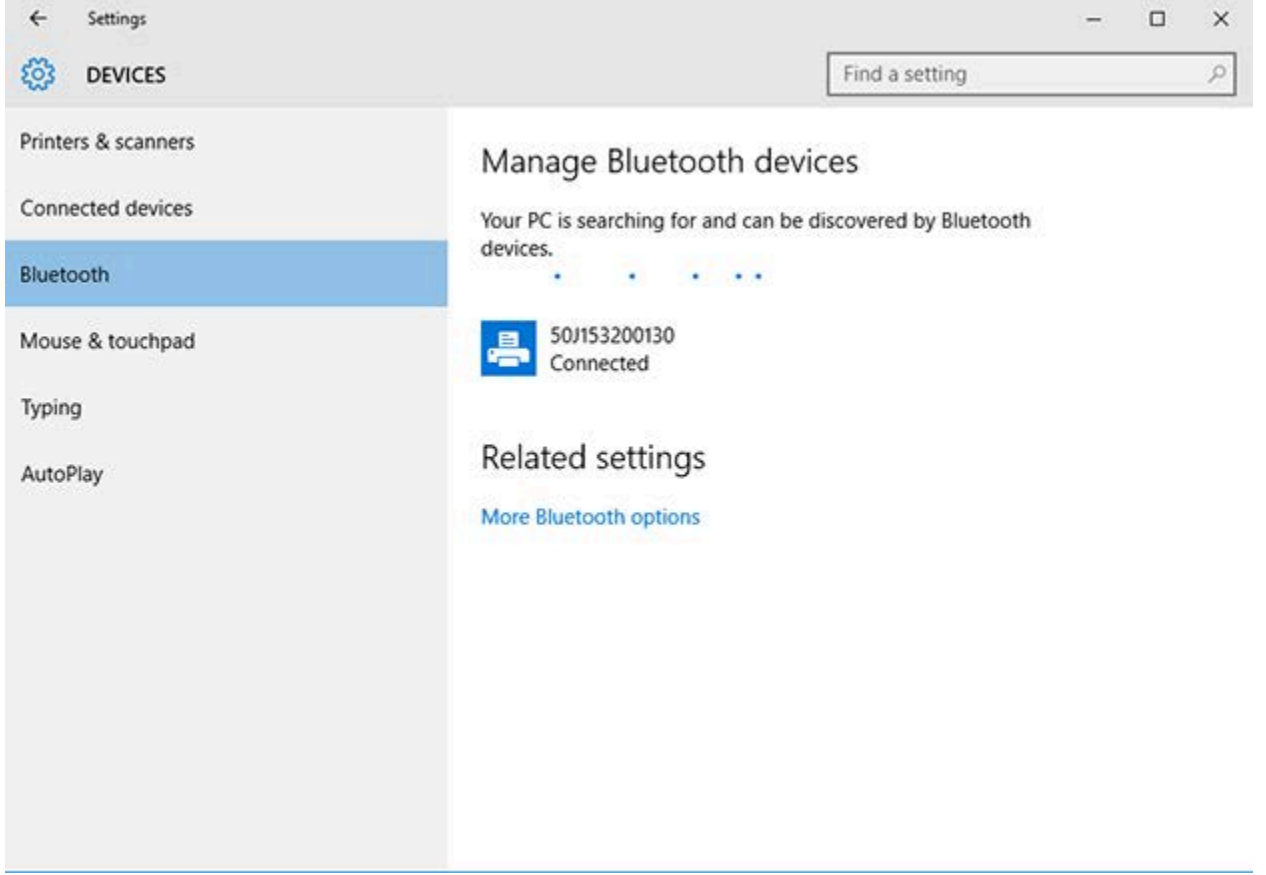 Settings
DEVICES
Find a setting
Printers & scanners
Connected devices
Bluetooth
Mouse & touchpad
Typing
AutoPlay
Manage Bluetooth devices
Your PC is searching for and can be discovered by Bluetooth
devices.
50J153200130
Connected
Related settings
More Bluetooth options